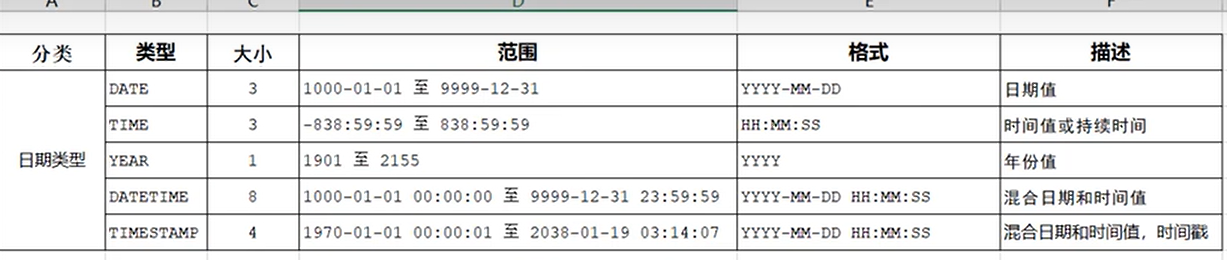 A B C D E F
分类 类型 大小 范围 格式 描述
DATE 3 1000-01-01 至 9999-12-31 YYYY-MM-DD 日期值
TIME 3 -838:59:59 至 838:59:59 HH:MM:SS 时间值或持续时间
日期类型 YEAR 1 1901 至 2155 YYYY 年份值
DATETIME 8 1000-01-01 00:00:00 至 9999-12-31 23:59:59 YYYY-MM-DD HH:MM:SS 混合日期和时间值
TIMESTAMP 4 1970-01-01 00:00:01 至 2038-01-19 03:14:07 YYYY-MM-DD HH:MM:SS 混合日期和时间值，时间戳